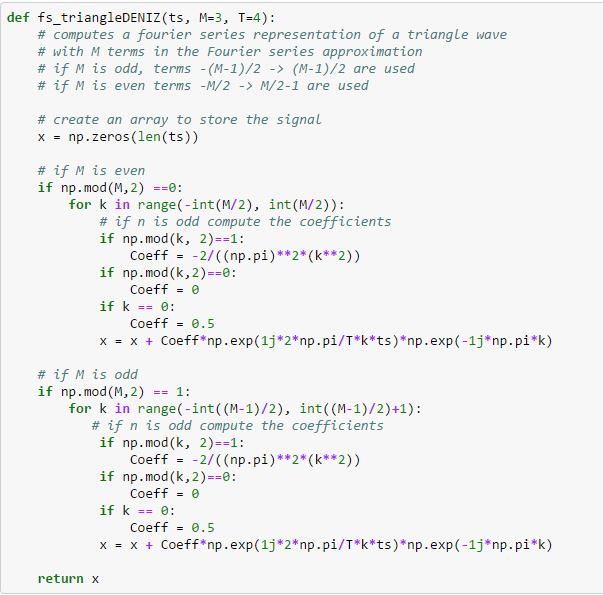 def fs_triangleDENIZ(ts, M=3, T=4):
    # computes a fourier series representation of a triangle wave
    # with M terms in the Fourier series approximation
    # if M is odd, terms -(M-1)/2 -> (M-1)/2 are used
    # if M is even terms -M/2 -> M/2-1 are used

    # create an array to store the signal
    x = np.zeros(len(ts))

    # if M is even
    if np.mod(M,2) ==0:
        for k in range(-int(M/2), int(M/2)):
            # if n is odd compute the coefficients
            if np.mod(k, 2)==1:
                Coeff = -2/((np.pi)**2*(k**2))
            if np.mod(k,2)==0:
                Coeff = 0
            if k == 0:
                Coeff = 0.5
            x = x + Coeff*np.exp(1j*2*np.pi/T*k*ts)*np.exp(-1j*np.pi*k)

    # if M is odd
    if np.mod(M,2) == 1:
        for k in range(-int((M-1)/2), int((M-1)/2)+1):
           # if n is odd compute the coefficients
            if np.mod(k, 2)==1:
                Coeff = -2/((np.pi)**2*(k**2))
            if np.mod(k,2)==0:
                Coeff = 0
            if k == 0:
                Coeff = 0.5
            x = x + Coeff*np.exp(1j*2*np.pi/T*k*ts)*np.exp(-1j*np.pi*k)

    return x